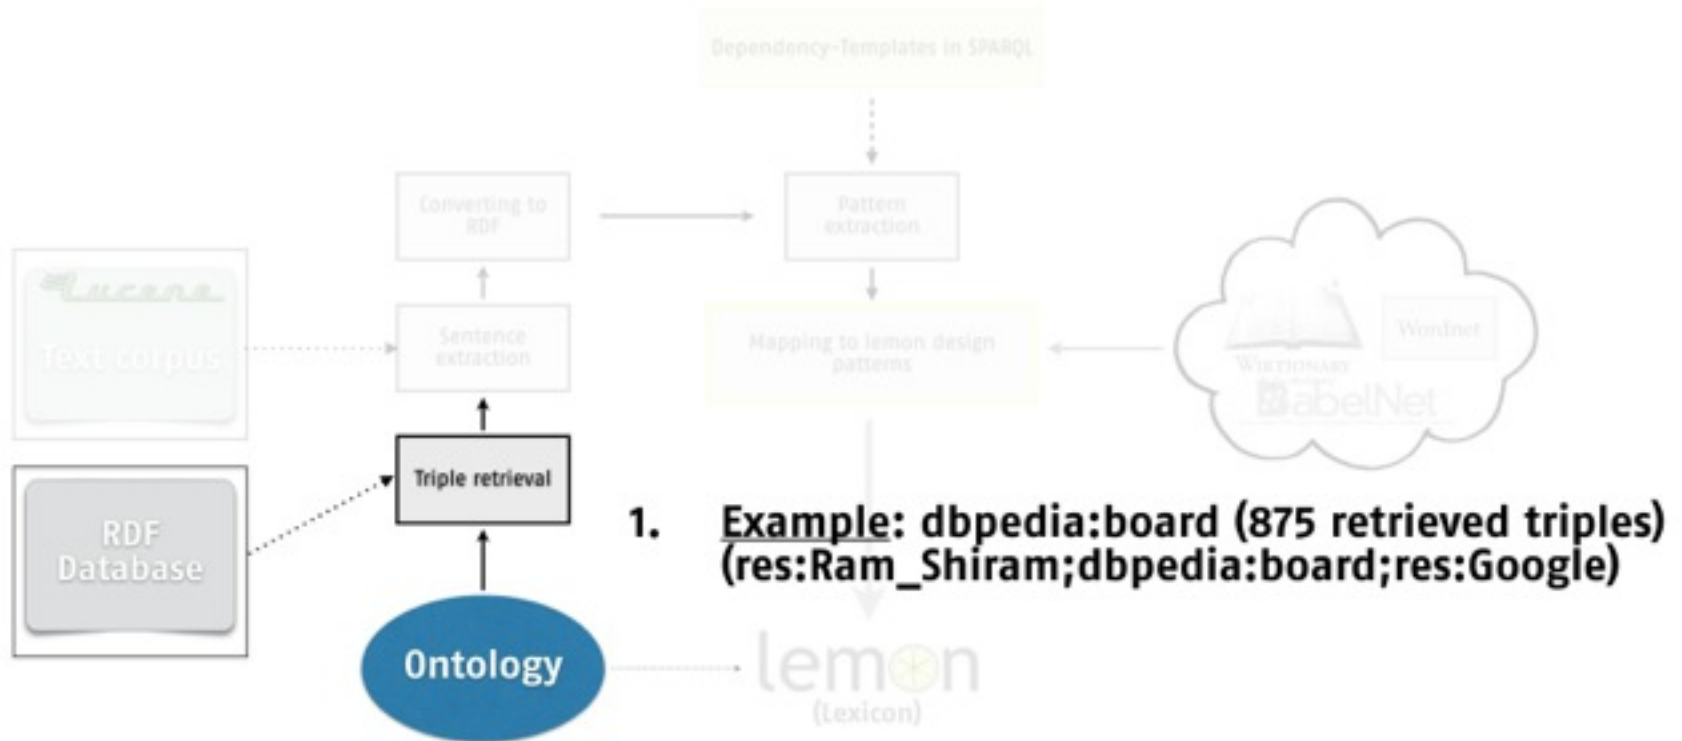 Dependency-Templates in SPARQL
Converting to
RDF
Pattern
extraction
Lucene
Text corpus
Sentence
extraction
Mapping to lemon design
patterns
WIKTIONARY
Wordnet
BabelNet
Triple retrieval
RDF
Database
1. Example: dbpedia:board (875 retrieved triples)
(res:Ram_Shiram;dbpedia:board;res:Google)
Ontology
lemon
(Lexicon)